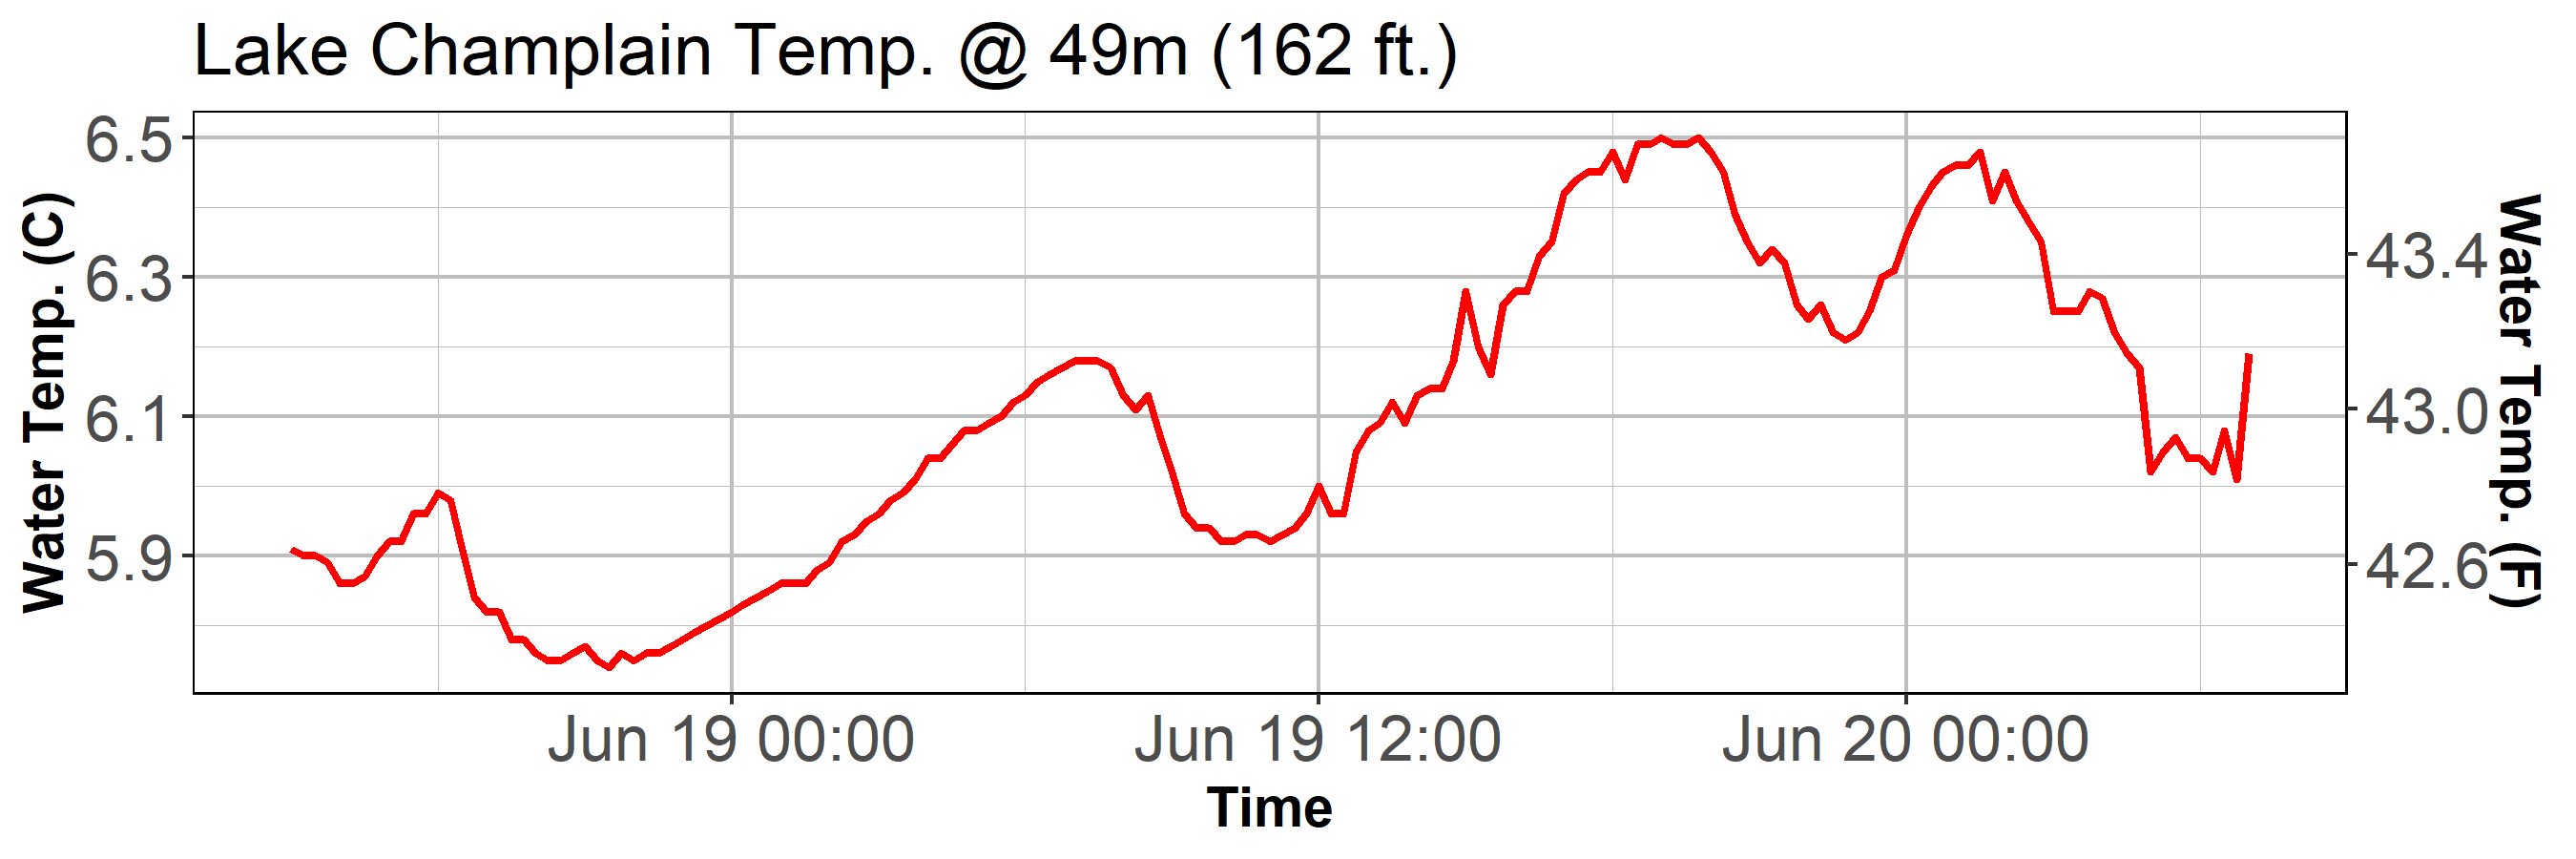 Lake Champlain Temp. @ 49m (162 ft.)
Water Temp. (C)
6.5
6.3
6.1
5.9
43.4
43.0
42.6
Water Temp. (F)
Jun 19 00:00
Jun 19 12:00
Jun 20 00:00
Time